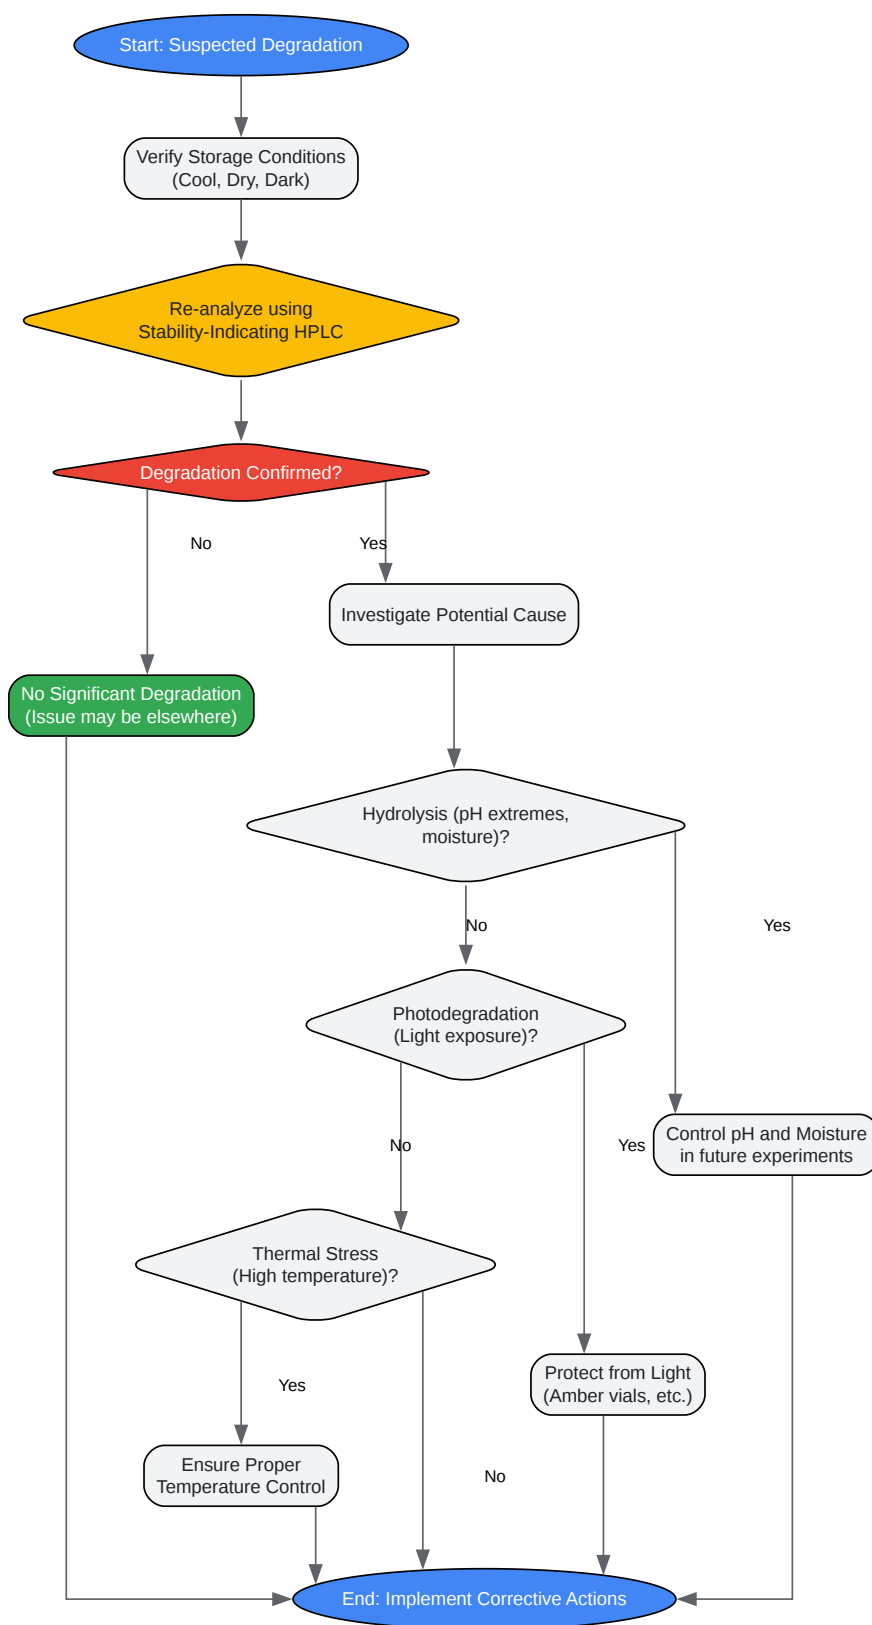 Start: Suspected Degradation
Verify Storage Conditions
(Cool, Dry, Dark)
Re-analyze using
Stability-Indicating HPLC
Degradation Confirmed?
No
Yes
Investigate Potential Cause
No Significant Degradation
(Issue may be elsewhere)
Hydrolysis (pH extremes,
moisture)?
No
Yes
Photodegradation
(Light exposure)?
No
Yes
Control pH and Moisture
in future experiments
Thermal Stress
(High temperature)?
Yes
Protect from Light
(Amber vials, etc.)
Ensure Proper
Temperature Control
No
End: Implement Corrective Actions